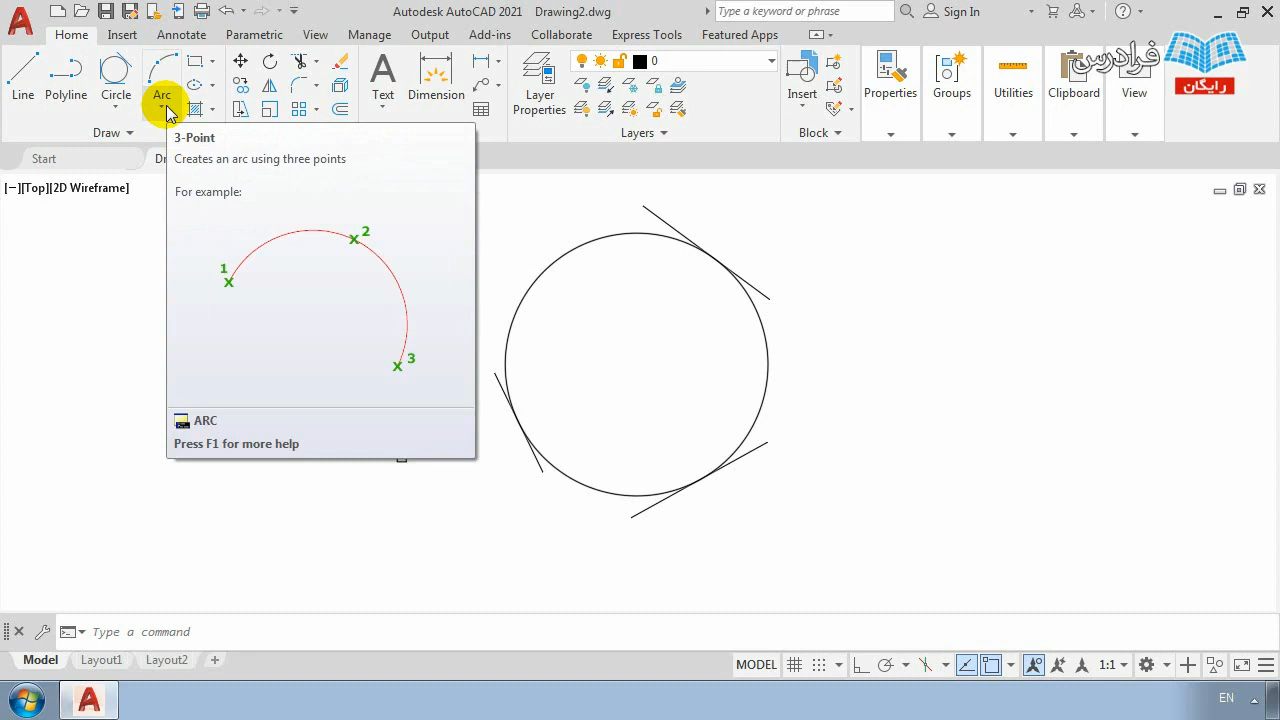 Autodesk AutoCAD 2021 Drawing2.dwg
Type a keyword or phrase
Sign In
Home Insert Annotate Parametric View Manage Output Add-ins Collaborate Express Tools Featured Apps
فرادرس
رایگان
0
Line Polyline Circle Arc
Text Dimension
Layer
Properties
Insert
Properties Groups Utilities Clipboard View
Draw
Layers
Block
Start
[−][Top][2D Wireframe]
3-Point
Creates an arc using three points
For example:
1
2
3
ARC
Press F1 for more help
Type a command
Model Layout1 Layout2 +
MODEL
1:1
EN